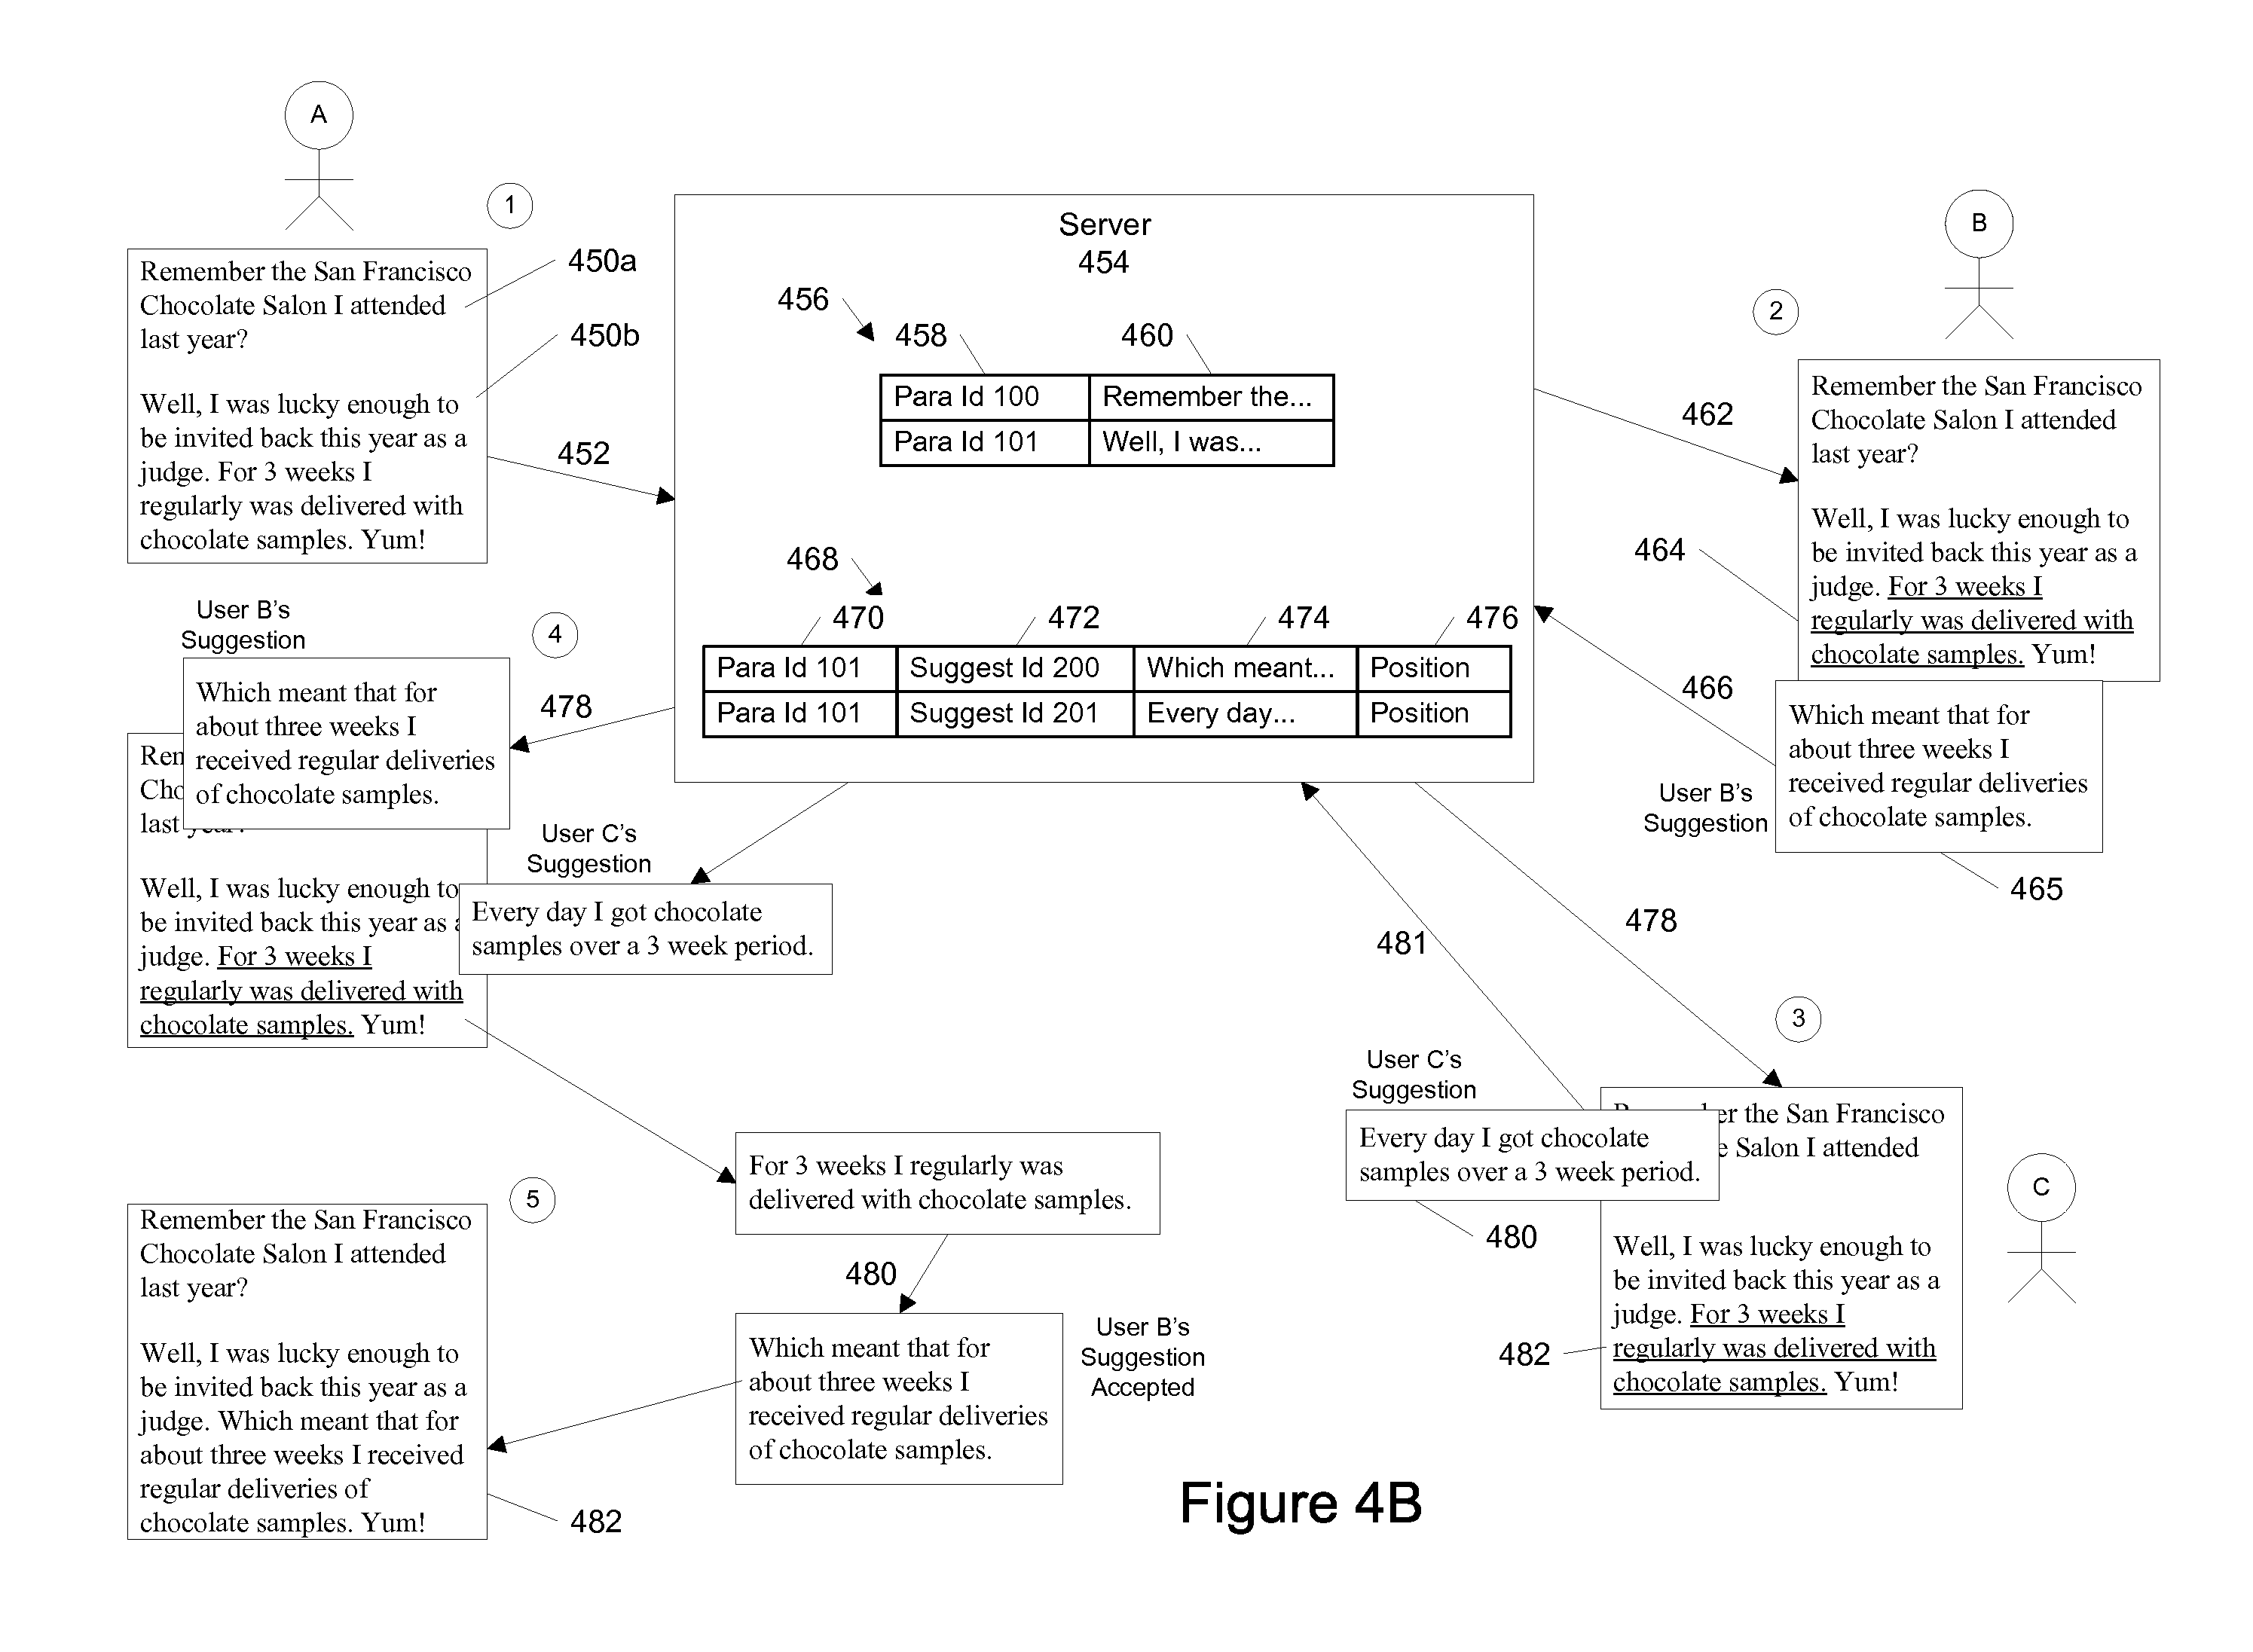 A
1
Remember the San Francisco
Chocolate Salon I attended
last year?
Well, I was lucky enough to
be invited back this year as a
judge. For 3 weeks I
regularly was delivered with
chocolate samples. Yum!
450a
450b
452
Server
454
456
458
460
Para Id 100 Remember the...
Para Id 101 Well, I was...
468
470
472
474
476
Para Id 101 Suggest Id 200 Which meant... Position
Para Id 101 Suggest Id 201 Every day... Position
B
2
462
Remember the San Francisco
Chocolate Salon I attended
last year?
Well, I was lucky enough to
be invited back this year as a
judge. For 3 weeks I
regularly was delivered with
chocolate samples. Yum!
464
466
User B's
Suggestion
Which meant that for
about three weeks I
received regular deliveries
of chocolate samples.
465
User B's
Suggestion
4
Which meant that for
about three weeks I
received regular deliveries
of chocolate samples.
478
last
Well, I was lucky enough to
be invited back this year as
judge. For 3 weeks I
regularly was delivered with
chocolate samples. Yum!
User C's
Suggestion
Every day I got chocolate
samples over a 3 week period.
481
478
3
User C's
Suggestion
Every day I got chocolate
samples over a 3 week period.
480
the San Francisco
Salon I attended
Well, I was lucky enough to
be invited back this year as a
judge. For 3 weeks I
regularly was delivered with
chocolate samples. Yum!
482
C
For 3 weeks I regularly was
delivered with chocolate samples.
480
Which meant that for
about three weeks I
received regular deliveries
of chocolate samples.
User B's
Suggestion
Accepted
5
Remember the San Francisco
Chocolate Salon I attended
last year?
Well, I was lucky enough to
be invited back this year as a
judge. Which meant that for
about three weeks I received
regular deliveries of
chocolate samples. Yum!
482
Figure 4B